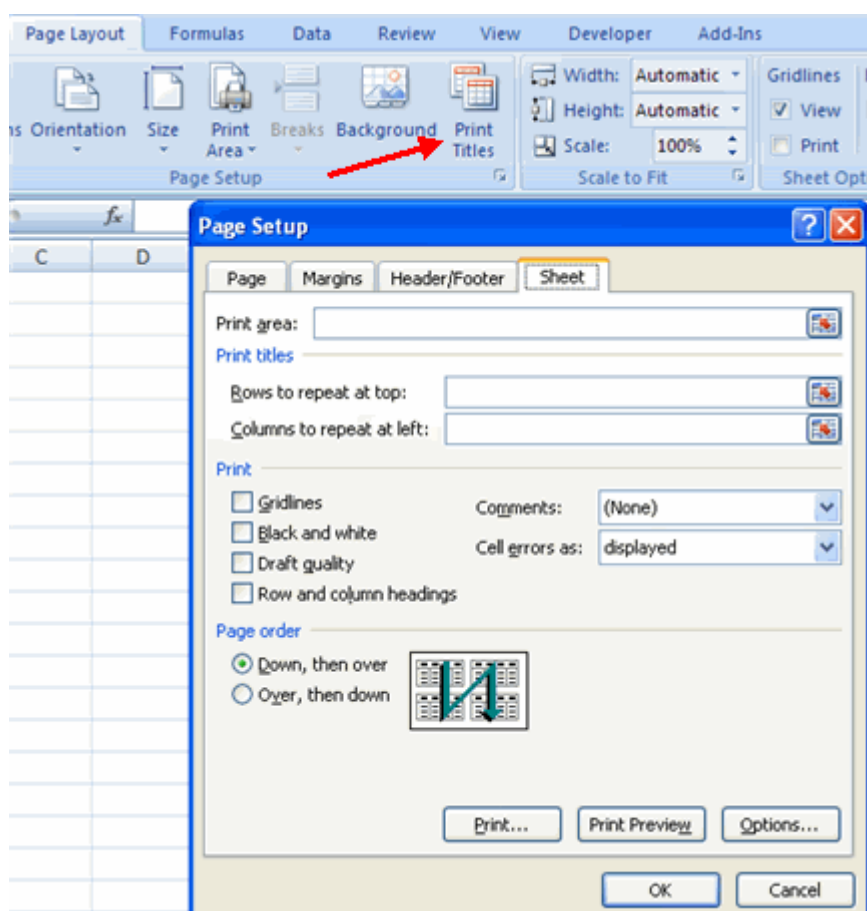 Page Layout Formulas Data Review View Developer Add-Ins
Width: Automatic Gridlines
Height: Automatic View
Scale: 100% Print
ns Orientation Size Print Area Breaks Background Print Titles
Page Setup Scale to Fit Sheet Opt
fx
C D
Page Setup
Page Margins Header/Footer Sheet
Print area:
Print titles
Rows to repeat at top:
Columns to repeat at left:
Print
Gridlines
Black and white
Draft quality
Row and column headings
Comments: (None)
Cell errors as: displayed
Page order
Down, then over
Over, then down
Print... Print Preview Options...
OK Cancel